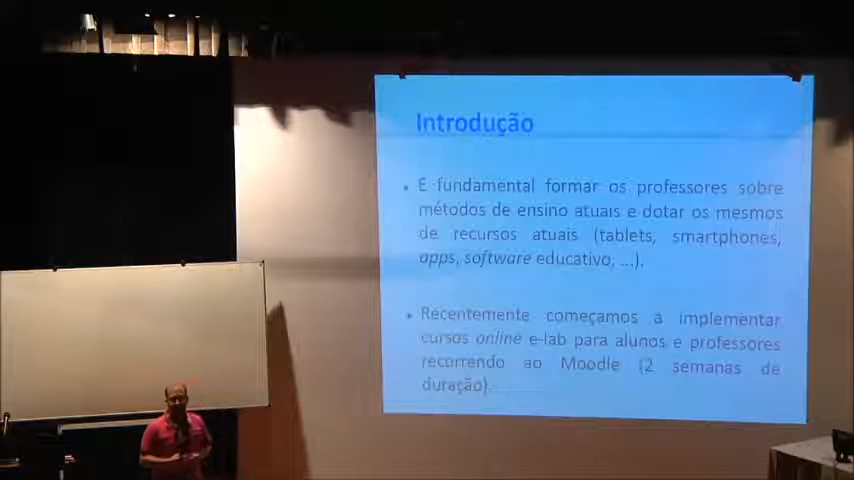 Introdução
• É fundamental formar os professores sobre
métodos de ensino atuais e dotar os mesmos
de recursos atuais (tablets, smartphones,
apps, software educativo, ...).
• Recentemente começamos a implementar
cursos online e-lab para alunos e professores
recorrendo ao Moodle (2 semanas de
duração).